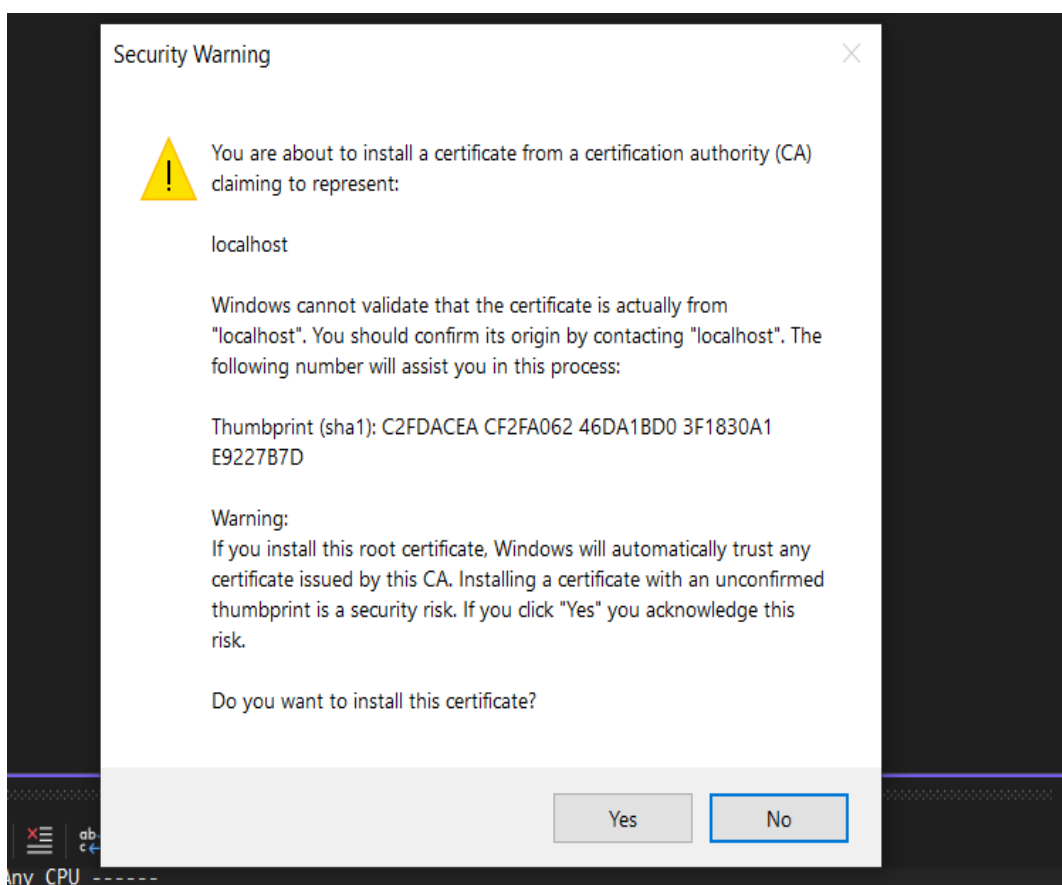 Security Warning
You are about to install a certificate from a certification authority (CA)
claiming to represent:
localhost
Windows cannot validate that the certificate is actually from
"localhost". You should confirm its origin by contacting "localhost". The
following number will assist you in this process:
Thumbprint (sha1): C2FDACEA CF2FA062 46DA1BD0 3F1830A1
E9227B7D
Warning:
If you install this root certificate, Windows will automatically trust any
certificate issued by this CA. Installing a certificate with an unconfirmed
thumbprint is a security risk. If you click "Yes" you acknowledge this
risk.
Do you want to install this certificate?
Yes No
ab
c
Any CPU ------